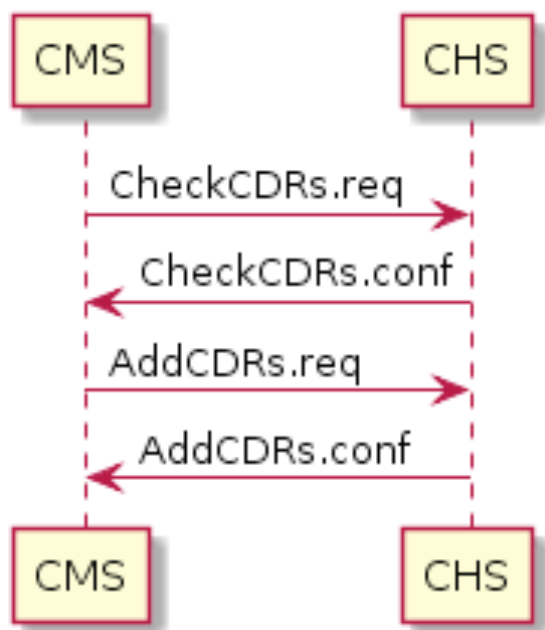 CMS
CHS
CheckCDRs.req
CheckCDRs.conf
AddCDRs.req
AddCDRs.conf
CMS
CHS